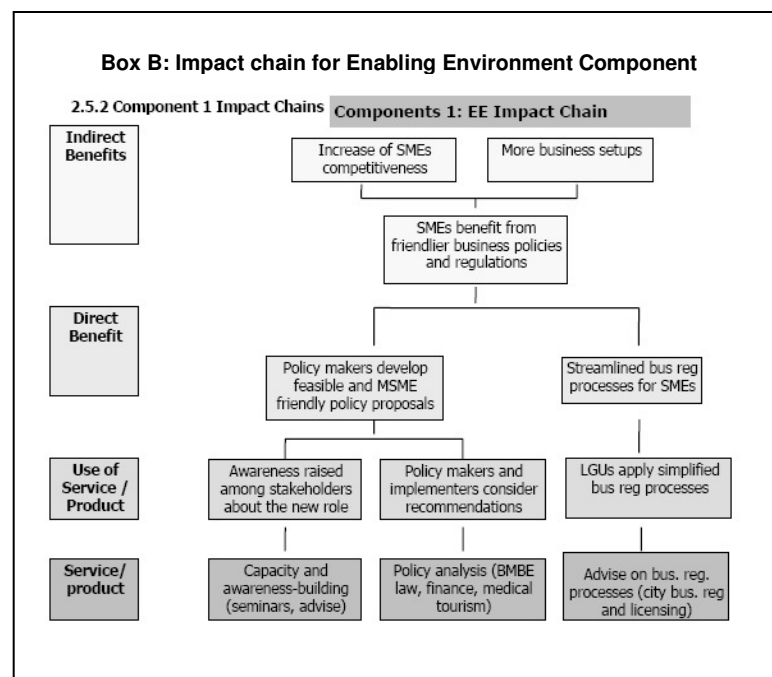 Box B: Impact chain for Enabling Environment Component
2.5.2 Component 1 Impact Chains
Components 1: EE Impact Chain
Indirect
Benefits
Increase of SMEs
competitiveness
More business setups
SMEs benefit from
friendlier business policies
and regulations
Direct
Benefit
Policy makers develop
feasible and MSME
friendly policy proposals
Streamlined bus reg
processes for SMEs
Use of
Service /
Product
Awareness raised
among stakeholders
about the new role
Policy makers and
implementers consider
recommendations
LGUs apply simplified
bus reg processes
Service/
product
Capacity and
awareness-building
(seminars, advise)
Policy analysis (BMBE
law, finance, medical
tourism)
Advise on bus. reg.
processes (city bus. reg
and licensing)